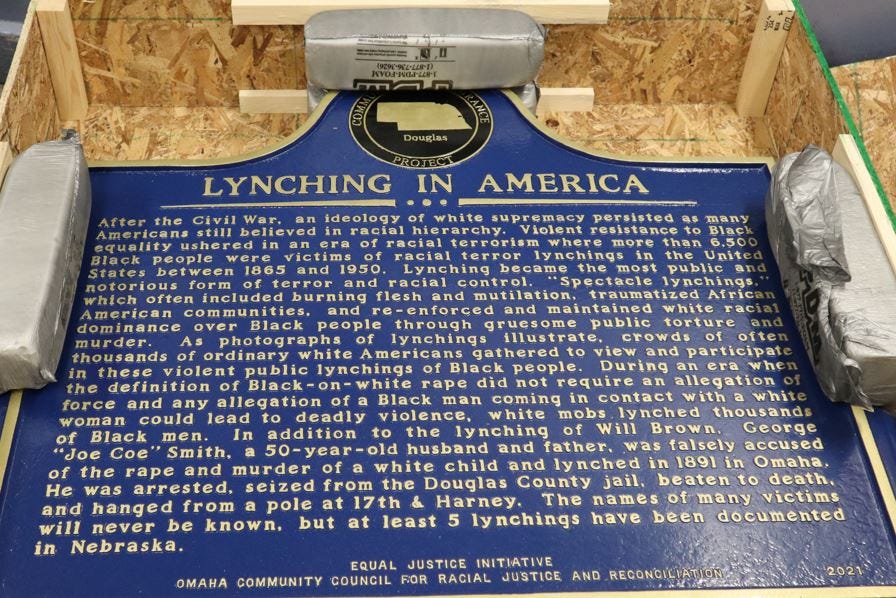 1-877-PDM-FOAM
(1-877-736-3626)
COMM RANCE
Douglas
PROJECT
LYNCHING IN AMERICA
After the Civil War, an ideology of white supremacy persisted as many
Americans still believed in racial hierarchy. Violent resistance to Black
equality ushered in an era of racial terrorism where more than 6,500
Black people were victims of racial terror lynchings in the United
States between 1865 and 1950. Lynching became the most public and
notorious form of terror and racial control. "Spectacle lynchings,"
which often included burning flesh and mutilation, traumatized African
American communities, and re-enforced and maintained white racial
dominance over Black people through gruesome public torture and
murder. As photographs of lynchings illustrate, crowds of often
thousands of ordinary white Americans gathered to view and participate
in these violent public lynchings of Black people. During an era when
the definition of Black-on-white rape did not require an allegation of
force and any allegation of a Black man coming in contact with a white
woman could lead to deadly violence, white mobs lynched thousands
of Black men. In addition to the lynching of Will Brown, George
"Joe Coe" Smith, a 50-year-old husband and father, was falsely accused
of the rape and murder of a white child and lynched in 1891 in Omaha.
He was arrested, seized from the Douglas County jail, beaten to death,
and hanged from a pole at 17th & Harney. The names of many victims
will never be known, but at least 5 lynchings have been documented
in Nebraska.
EQUAL JUSTICE INITIATIVE
OMAHA COMMUNITY COUNCIL FOR RACIAL JUSTICE AND RECONCILIATION
2021